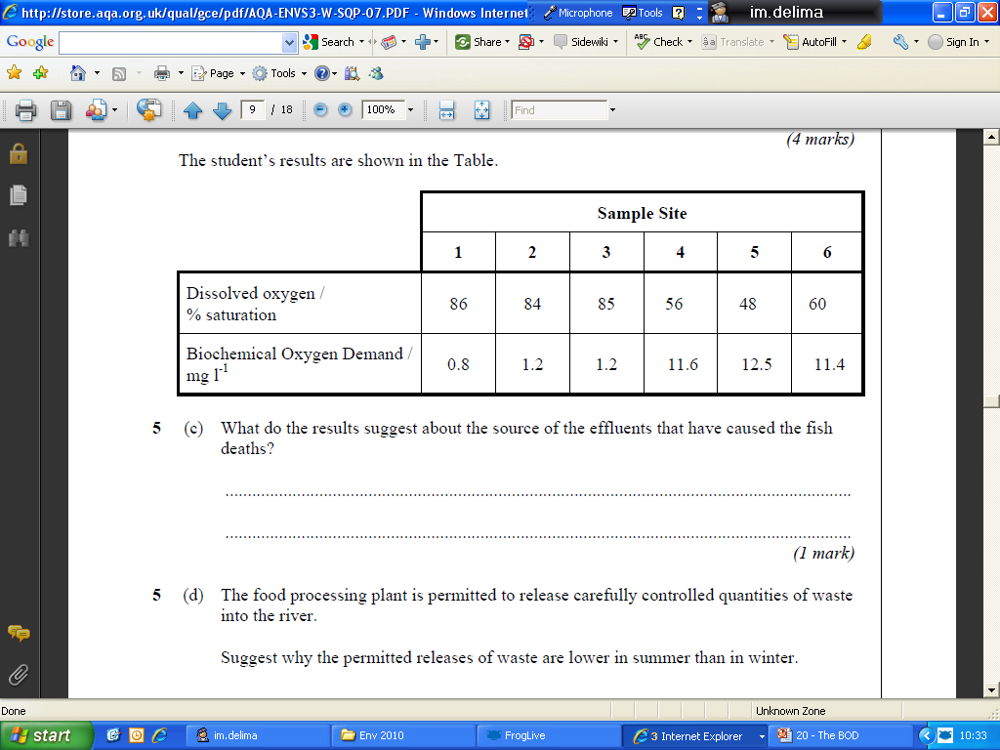 http://store.aqa.org.uk/qual/gce/pdf/AQA-ENVS3-W-SQP-07.PDF - Windows Internet
Microphone Tools im.delima
Google Search Share Sidewiki Check Translate AutoFill Sign In
Page Tools
9 / 18 100% Find
(4 marks)
The student's results are shown in the Table.
Sample Site
1 2 3 4 5 6
Dissolved oxygen /
% saturation
86 84 85 56 48 60
Biochemical Oxygen Demand /
mg l-1
0.8 1.2 1.2 11.6 12.5 11.4
5 (c) What do the results suggest about the source of the effluents that have caused the fish
deaths?
(1 mark)
5 (d) The food processing plant is permitted to release carefully controlled quantities of waste
into the river.
Suggest why the permitted releases of waste are lower in summer than in winter.
Done Unknown Zone
start im.delima Env 2010 FrogLive 3 Internet Explorer 20 - The BOD 10:33